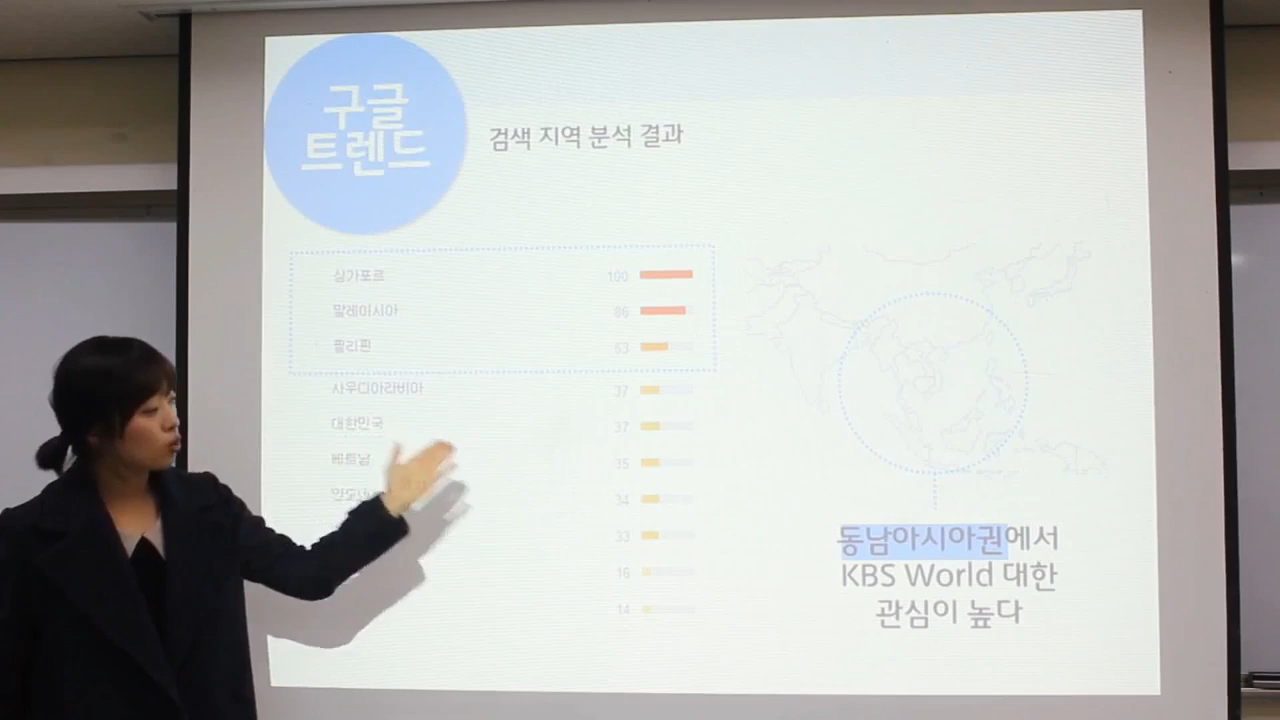 구글
트렌드
검색 지역 분석 결과
싱가포르 100
말레이시아 86
필리핀 63
사우디아라비아 37
대한민국 37
베트남 35
인도 34
33
16
14
동남아시아권에서
KBS World 대한
관심이 높다